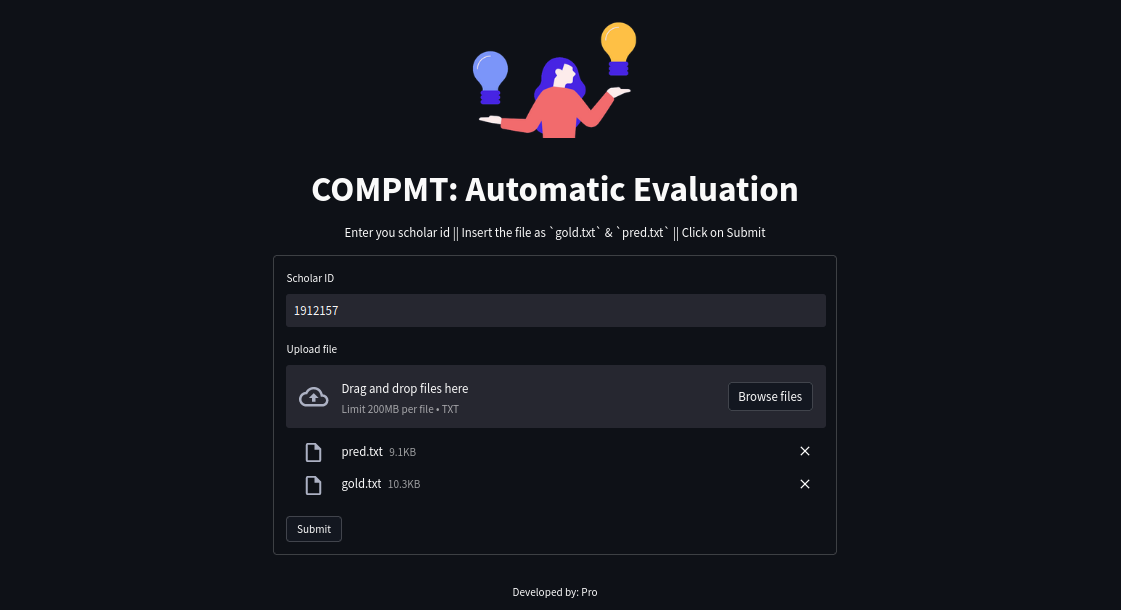 COMPMT: Automatic Evaluation
Enter you scholar id || Insert the file as `gold.txt` & `pred.txt` || Click on Submit
Scholar ID
1912157
Upload file
Drag and drop files here
Limit 200MB per file • TXT
Browse files
pred.txt 9.1KB
gold.txt 10.3KB
Submit
Developed by: Pro